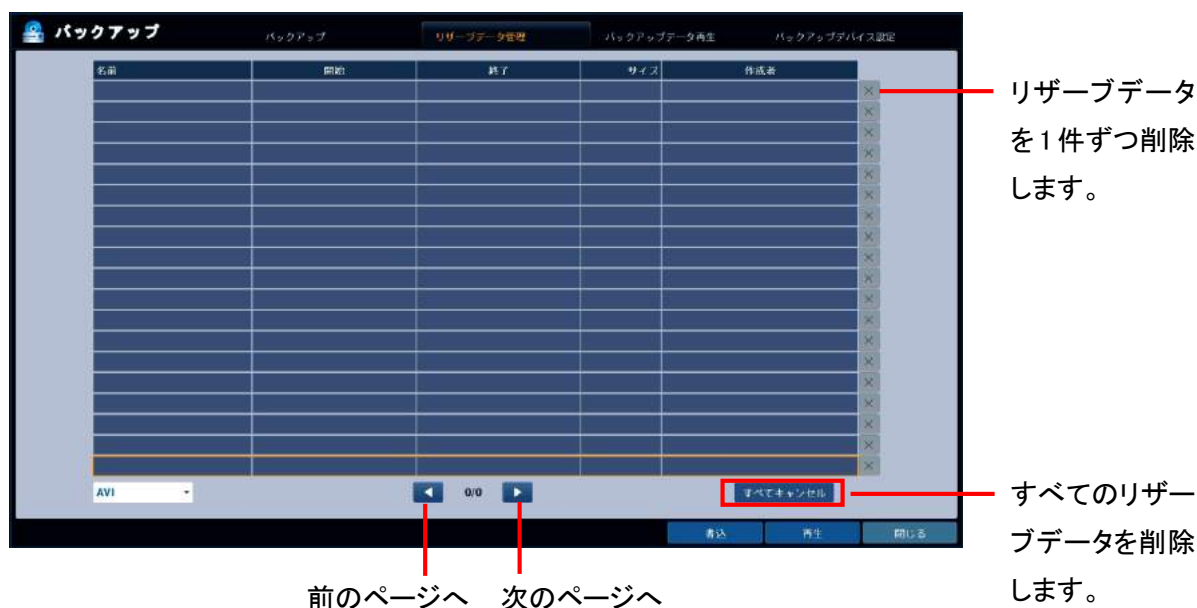 バックアップ
バックアップ
リザーブデータ管理
バックアップデータ再生
バックアップデバイス設定
名前
開始
終了
サイズ
作成者
リザーブデータ
を1件ずつ削除
します。
AVI
0/0
すべてキャンセル
すべてのリザー
ブデータを削除
します。
書込
再生
閉じる
前のページへ
次のページへ